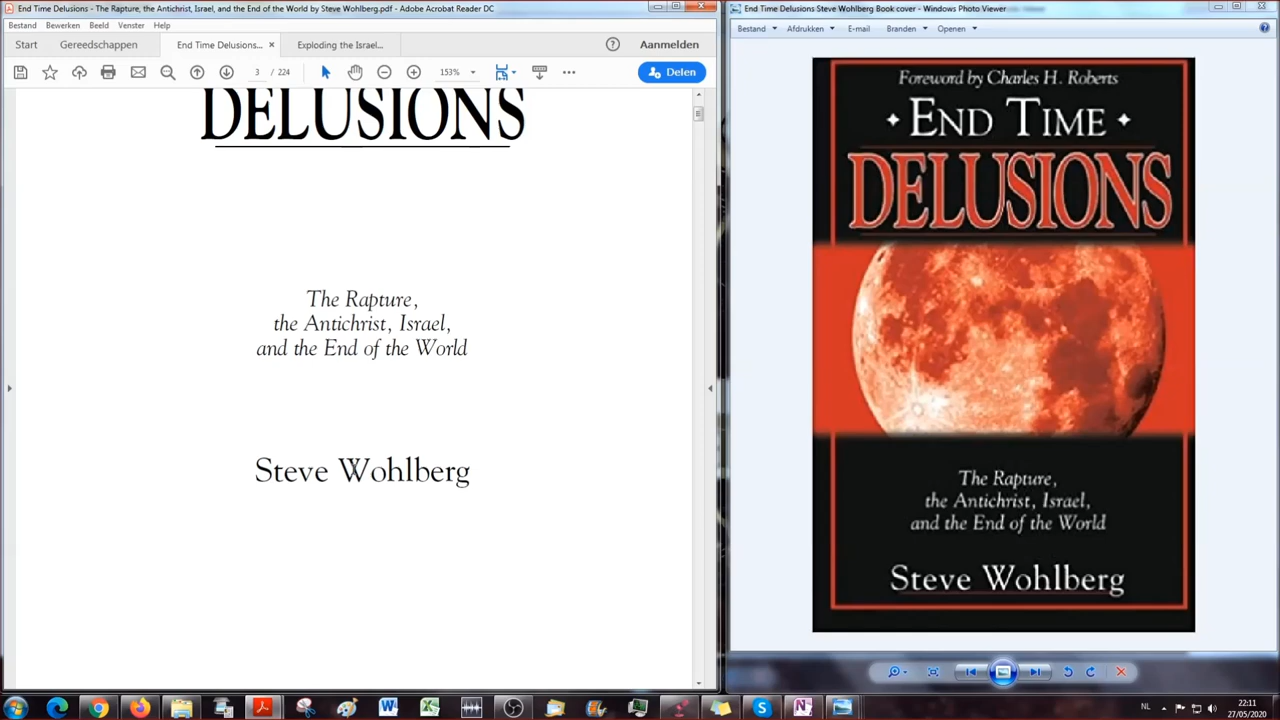 End Time Delusions - The Rapture, the Antichrist, Israel, and the End of the World by Steve Wohlberg.pdf - Adobe Acrobat Reader DC
Bestand Bewerken Beeld Venster Help
Start Gereedschappen End Time Delusions... × Exploding the Israel... Aanmelden
3 / 224 153% Delen
DELUSIONS
The Rapture,
the Antichrist, Israel,
and the End of the World
Steve Wohlberg
End Time Delusions Steve Wohlberg Book cover - Windows Photo Viewer
Bestand Afdrukken E-mail Branden Openen
Foreword by Charles H. Roberts
END TIME
DELUSIONS
The Rapture,
the Antichrist, Israel,
and the End of the World
Steve Wohlberg
NL 22:11
27/05/2020